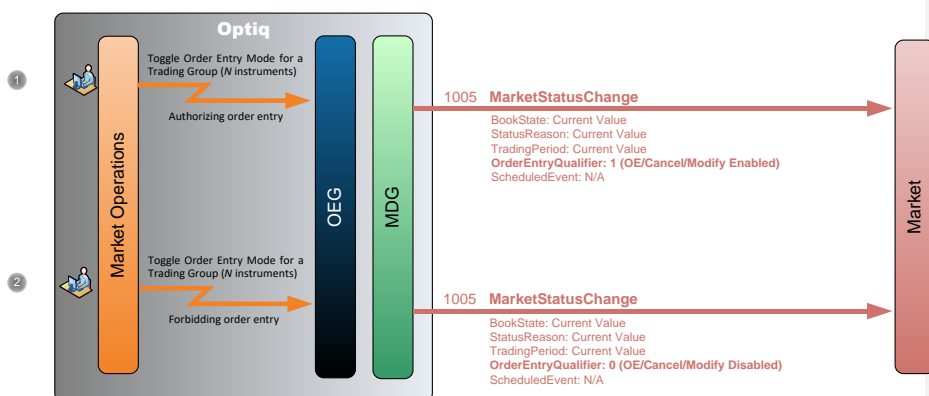 Optiq
1
Toggle Order Entry Mode for a
Trading Group (N instruments)
Authorizing order entry
Market Operations
OEG
MDG
1005 MarketStatusChange
BookState: Current Value
StatusReason: Current Value
TradingPeriod: Current Value
OrderEntryQualifier: 1 (OE/Cancel/Modify Enabled)
ScheduledEvent: N/A
Market
2
Toggle Order Entry Mode for a
Trading Group (N instruments)
Forbidding order entry
1005 MarketStatusChange
BookState: Current Value
StatusReason: Current Value
TradingPeriod: Current Value
OrderEntryQualifier: 0 (OE/Cancel/Modify Disabled)
ScheduledEvent: N/A